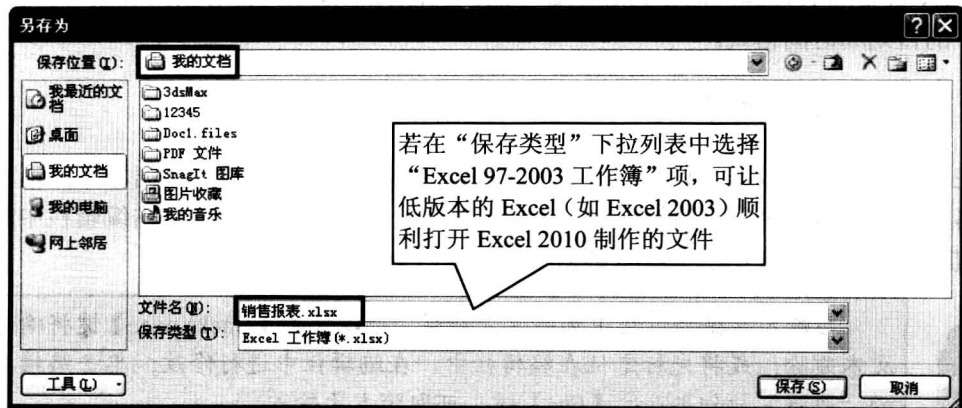 另存为
保存位置(I):
我的文档
我最近的文档
桌面
我的文档
我的电脑
网上邻居
3dsMax
12345
Doc1.files
PDF 文件
SnagIt 图库
图片收藏
我的音乐
若在“保存类型”下拉列表中选择
“Excel 97-2003 工作簿”项，可让
低版本的 Excel（如 Excel 2003）顺
利打开 Excel 2010 制作的文件
文件名(N):
销售报表.xlsx
保存类型(T):
Excel 工作簿(*.xlsx)
工具(L)
保存(S)
取消